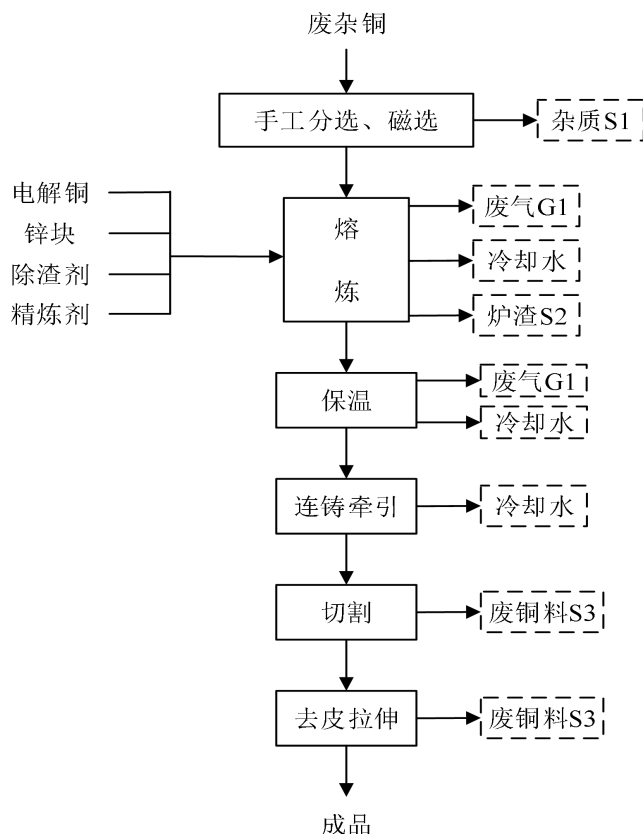 废杂铜
手工分选、磁选
杂质S1
电解铜
锌块
除渣剂
精炼剂
熔
炼
废气G1
冷却水
炉渣S2
保温
废气G1
冷却水
连铸牵引
冷却水
切割
废铜料S3
去皮拉伸
废铜料S3
成品